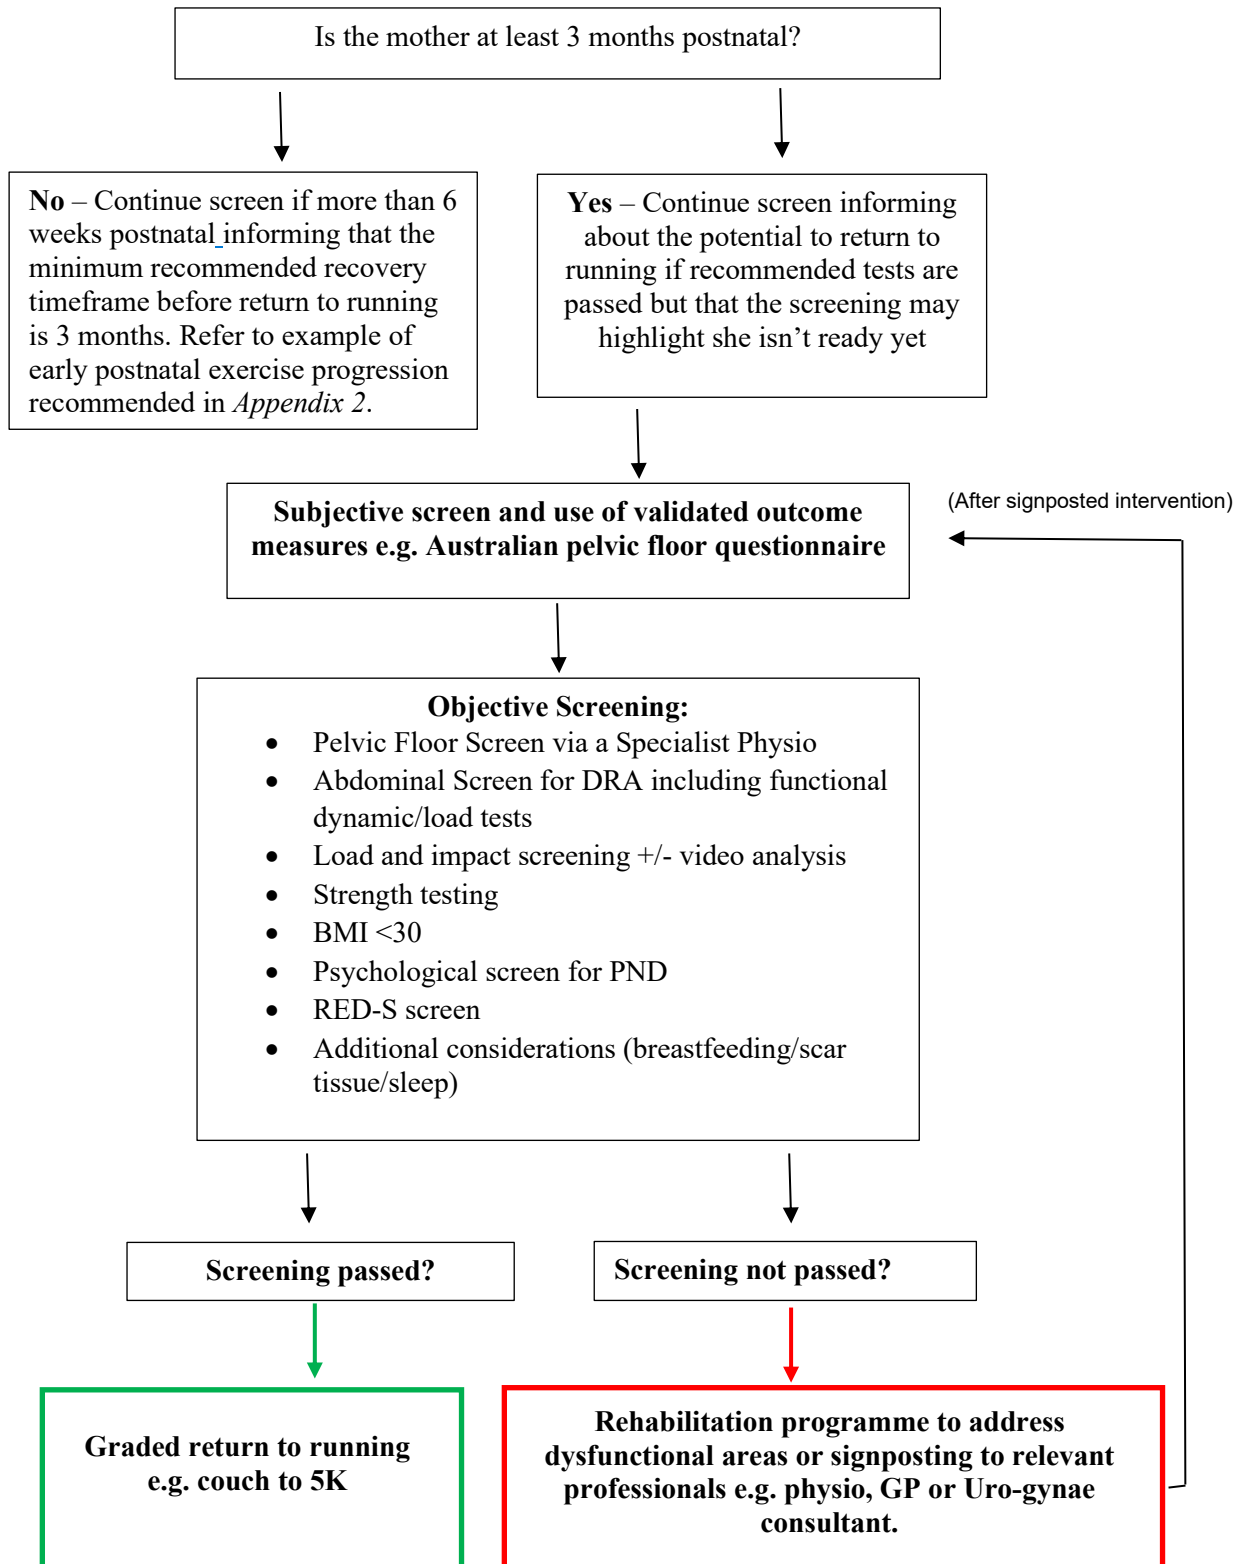 Is the mother at least 3 months postnatal?
No – Continue screen if more than 6
weeks postnatal informing that the
minimum recommended recovery
timeframe before return to running
is 3 months. Refer to example of
early postnatal exercise progression
recommended in Appendix 2.
Yes – Continue screen informing
about the potential to return to
running if recommended tests are
passed but that the screening may
highlight she isn’t ready yet
Subjective screen and use of validated outcome
measures e.g. Australian pelvic floor questionnaire
(After signposted intervention)
Objective Screening:
• Pelvic Floor Screen via a Specialist Physio
• Abdominal Screen for DRA including functional
dynamic/load tests
• Load and impact screening +/- video analysis
• Strength testing
• BMI <30
• Psychological screen for PND
• RED-S screen
• Additional considerations (breastfeeding/scar
tissue/sleep)
Screening passed?
Screening not passed?
Graded return to running
e.g. couch to 5K
Rehabilitation programme to address
dysfunctional areas or signposting to relevant
professionals e.g. physio, GP or Uro-gynae
consultant.